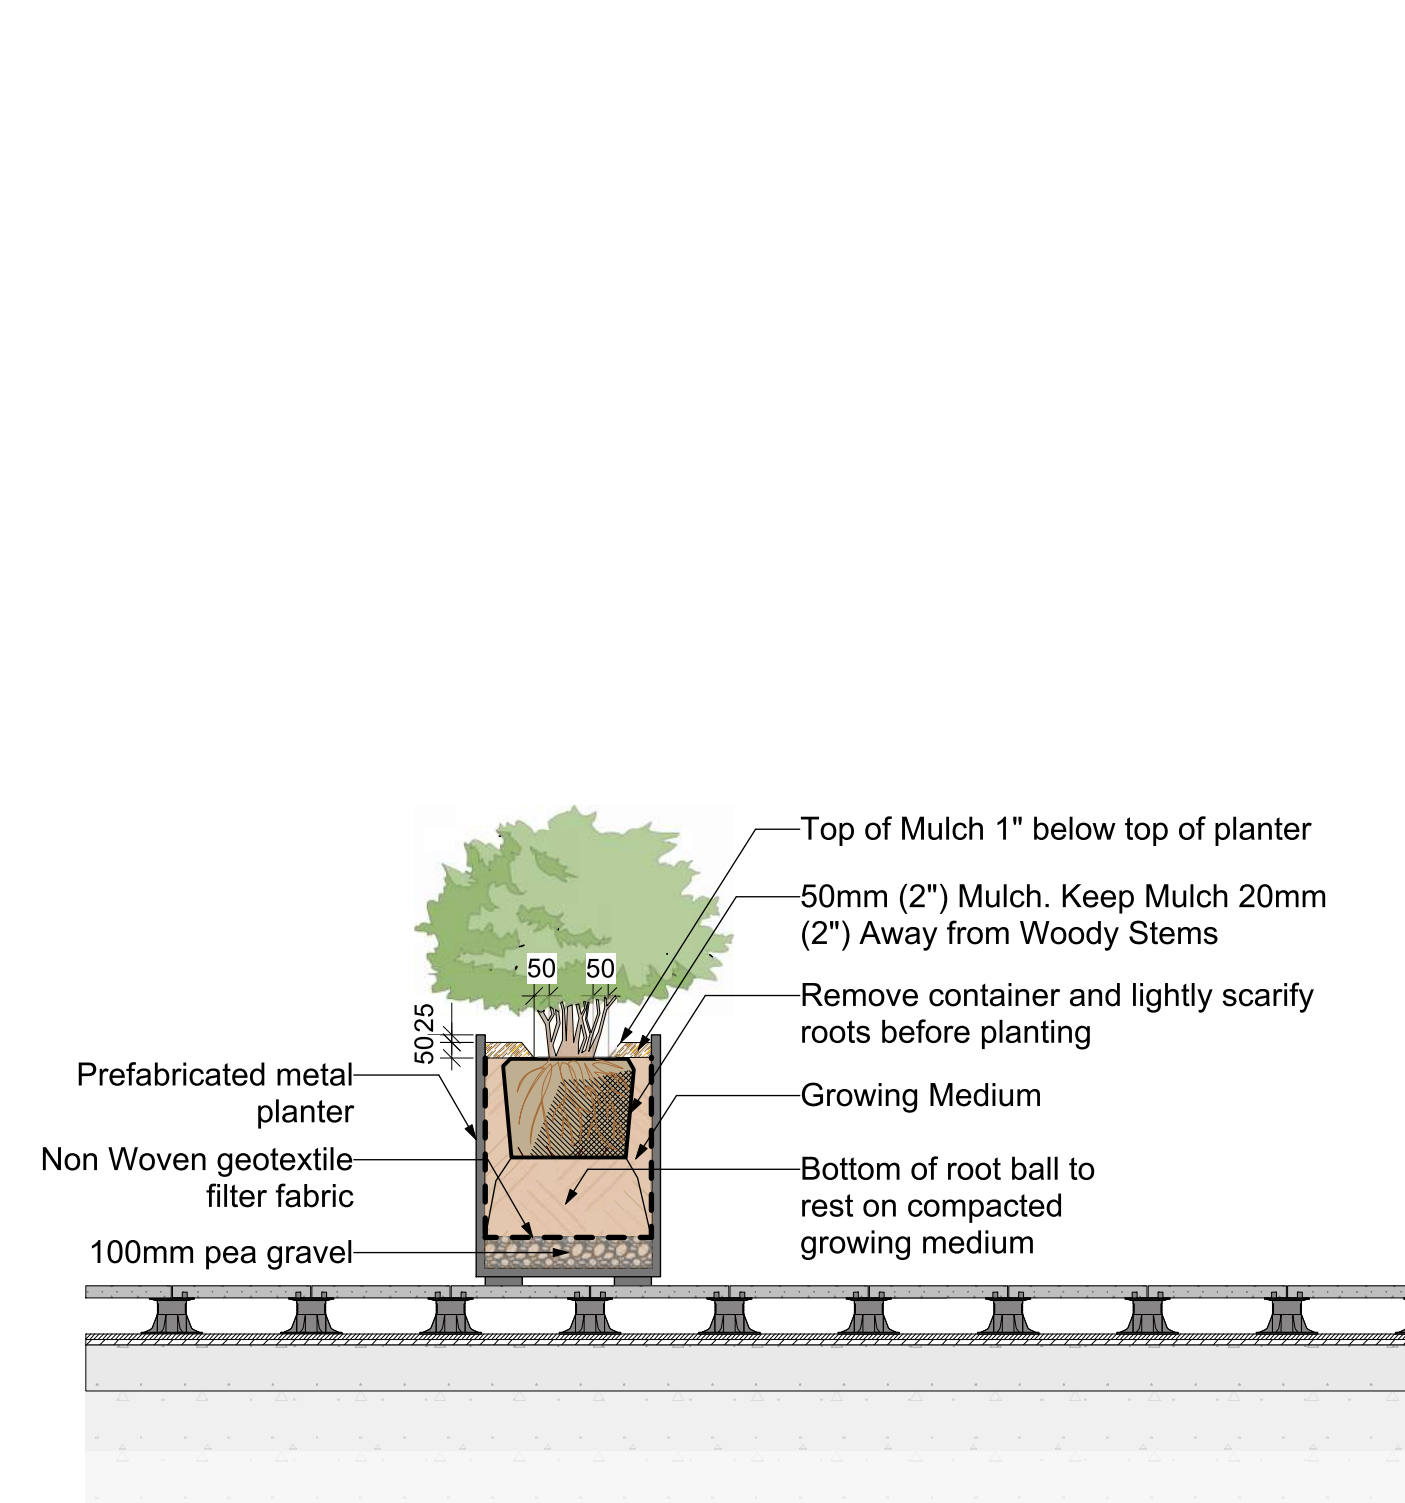 Top of Mulch 1" below top of planter
50mm (2") Mulch. Keep Mulch 20mm
(2") Away from Woody Stems
50 50
Remove container and lightly scarify
roots before planting
25
50
Prefabricated metal
planter
Growing Medium
Non Woven geotextile
filter fabric
Bottom of root ball to
rest on compacted
growing medium
100mm pea gravel